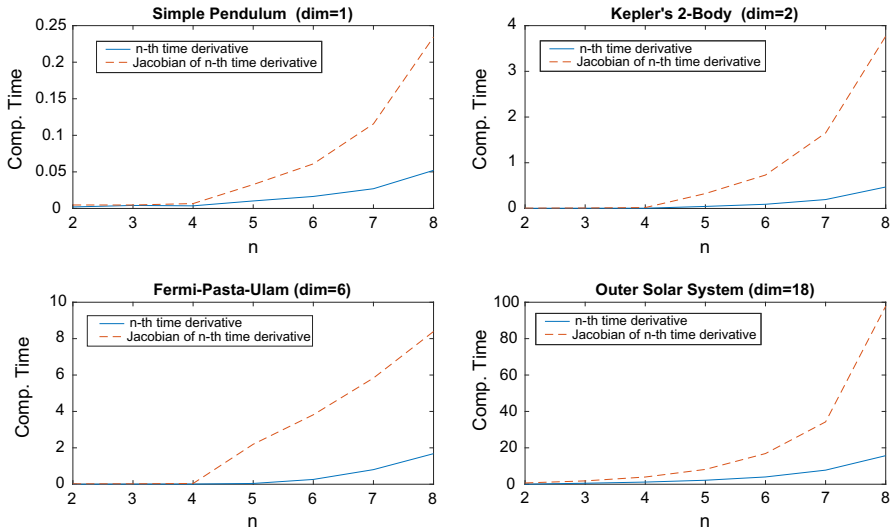 Simple Pendulum (dim=1)
0.25
0.2
0.15
0.1
0.05
0
Comp. Time
n-th time derivative
Jacobian of n-th time derivative
2 3 4 5 6 7 8
n
Kepler's 2-Body (dim=2)
4
3
2
1
0
Comp. Time
n-th time derivative
Jacobian of n-th time derivative
2 3 4 5 6 7 8
n
Fermi-Pasta-Ulam (dim=6)
10
8
6
4
2
0
Comp. Time
n-th time derivative
Jacobian of n-th time derivative
2 3 4 5 6 7 8
n
Outer Solar System (dim=18)
100
80
60
40
20
0
Comp. Time
n-th time derivative
Jacobian of n-th time derivative
2 3 4 5 6 7 8
n